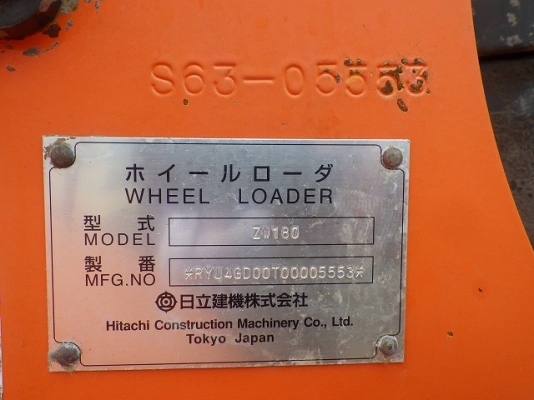 S63-05553
ホイールローダ
WHEEL LOADER
型式
MODEL ZW180
製番
MFG.NO *RYU4GD00T00005553*
日立建機株式会社
Hitachi Construction Machinery Co., Ltd.
Tokyo Japan